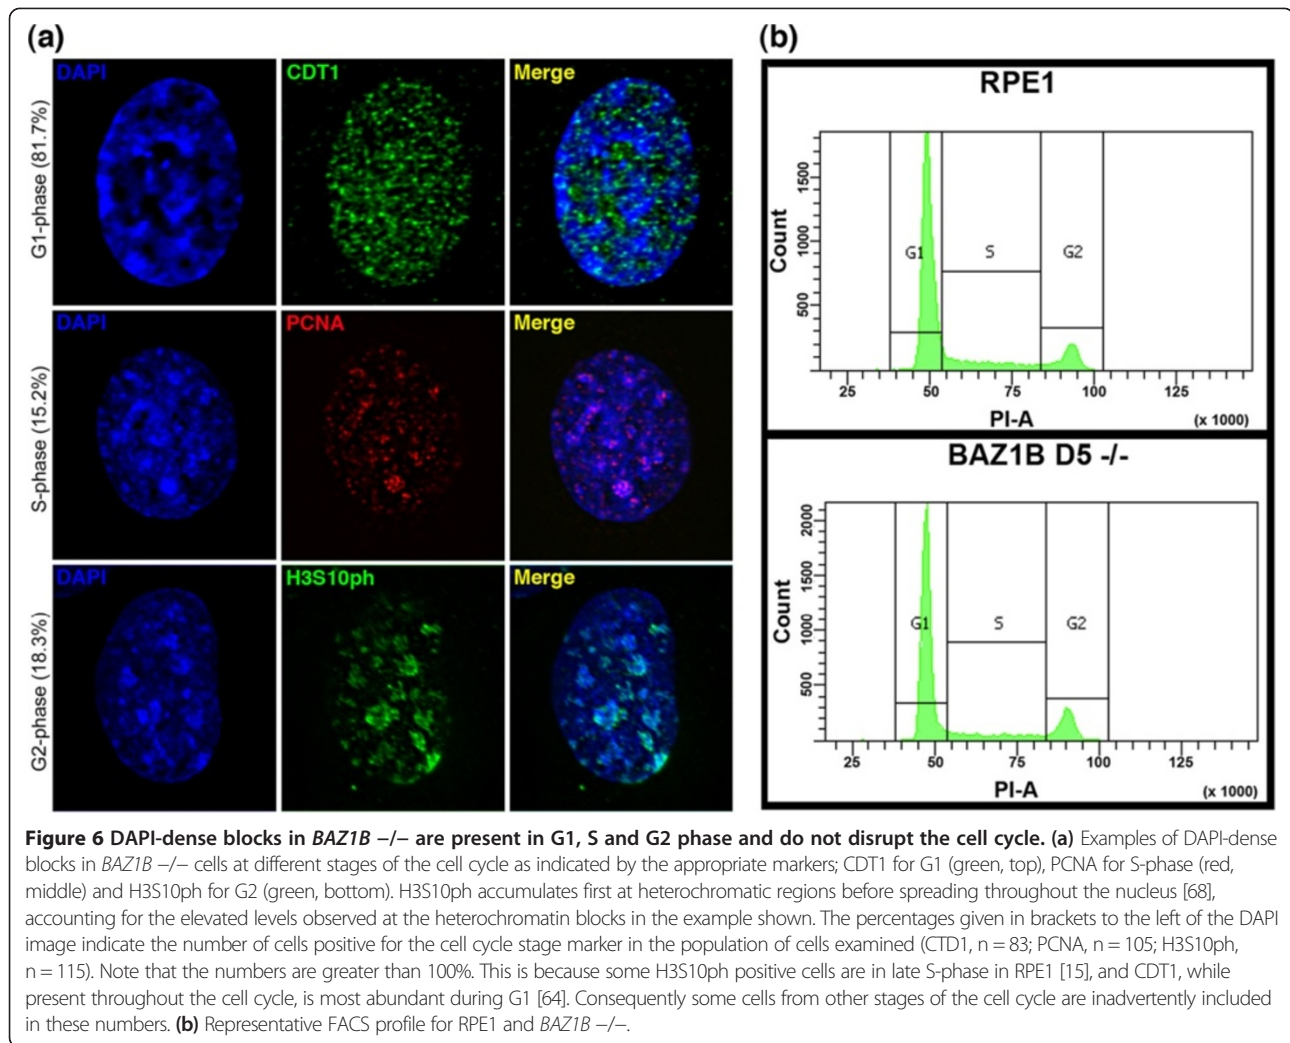 (a)
(b)
G1-phase (81.7%)
DAPI
CDT1
Merge
S-phase (15.2%)
DAPI
PCNA
Merge
G2-phase (18.3%)
DAPI
H3S10ph
Merge
RPE1
Count
1500
1000
500
G1
S
G2
25
50
75
100
125
PI-A
(x 1000)
BAZ1B D5 -/-
Count
2000
1500
1000
500
G1
S
G2
25
50
75
100
125
PI-A
(x 1000)
Figure 6 DAPI-dense blocks in BAZ1B −/− are present in G1, S and G2 phase and do not disrupt the cell cycle. (a) Examples of DAPI-dense
blocks in BAZ1B −/− cells at different stages of the cell cycle as indicated by the appropriate markers; CDT1 for G1 (green, top), PCNA for S-phase (red,
middle) and H3S10ph for G2 (green, bottom). H3S10ph accumulates first at heterochromatic regions before spreading throughout the nucleus [68],
accounting for the elevated levels observed at the heterochromatin blocks in the example shown. The percentages given in brackets to the left of the DAPI
image indicate the number of cells positive for the cell cycle stage marker in the population of cells examined (CTD1, n = 83; PCNA, n = 105; H3S10ph,
n = 115). Note that the numbers are greater than 100%. This is because some H3S10ph positive cells are in late S-phase in RPE1 [15], and CDT1, while
present throughout the cell cycle, is most abundant during G1 [64]. Consequently some cells from other stages of the cell cycle are inadvertently included
in these numbers. (b) Representative FACS profile for RPE1 and BAZ1B −/−.